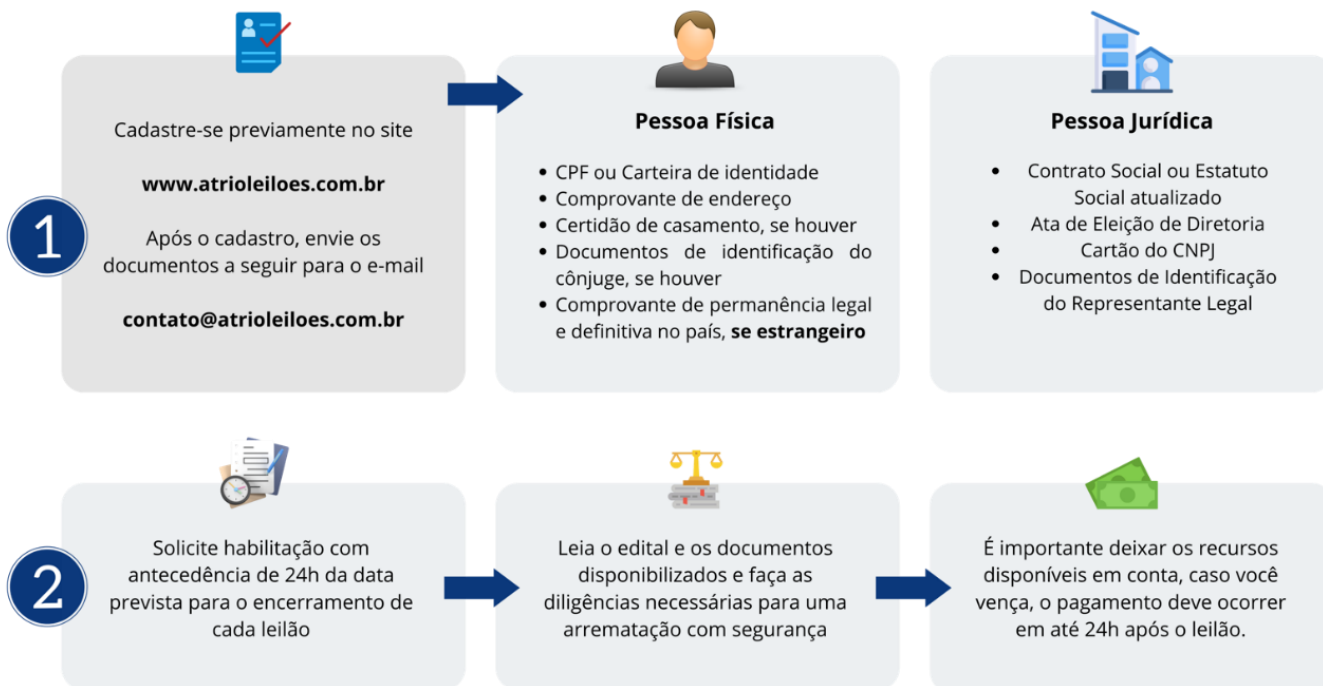 1
Cadastre-se previamente no site
www.atrioleiloes.com.br
Após o cadastro, envie os
documentos a seguir para o e-mail
contato@atrioleiloes.com.br
Pessoa Física
• CPF ou Carteira de identidade
• Comprovante de endereço
• Certidão de casamento, se houver
• Documentos de identificação do
cônjuge, se houver
• Comprovante de permanência legal
e definitiva no país, se estrangeiro
Pessoa Jurídica
• Contrato Social ou Estatuto
Social atualizado
• Ata de Eleição de Diretoria
• Cartão do CNPJ
• Documentos de Identificação
do Representante Legal
2
Solicite habilitação com
antecedência de 24h da data
prevista para o encerramento de
cada leilão
Leia o edital e os documentos
disponibilizados e faça as
diligências necessárias para uma
arrematação com segurança
É importante deixar os recursos
disponíveis em conta, caso você
vença, o pagamento deve ocorrer
em até 24h após o leilão.